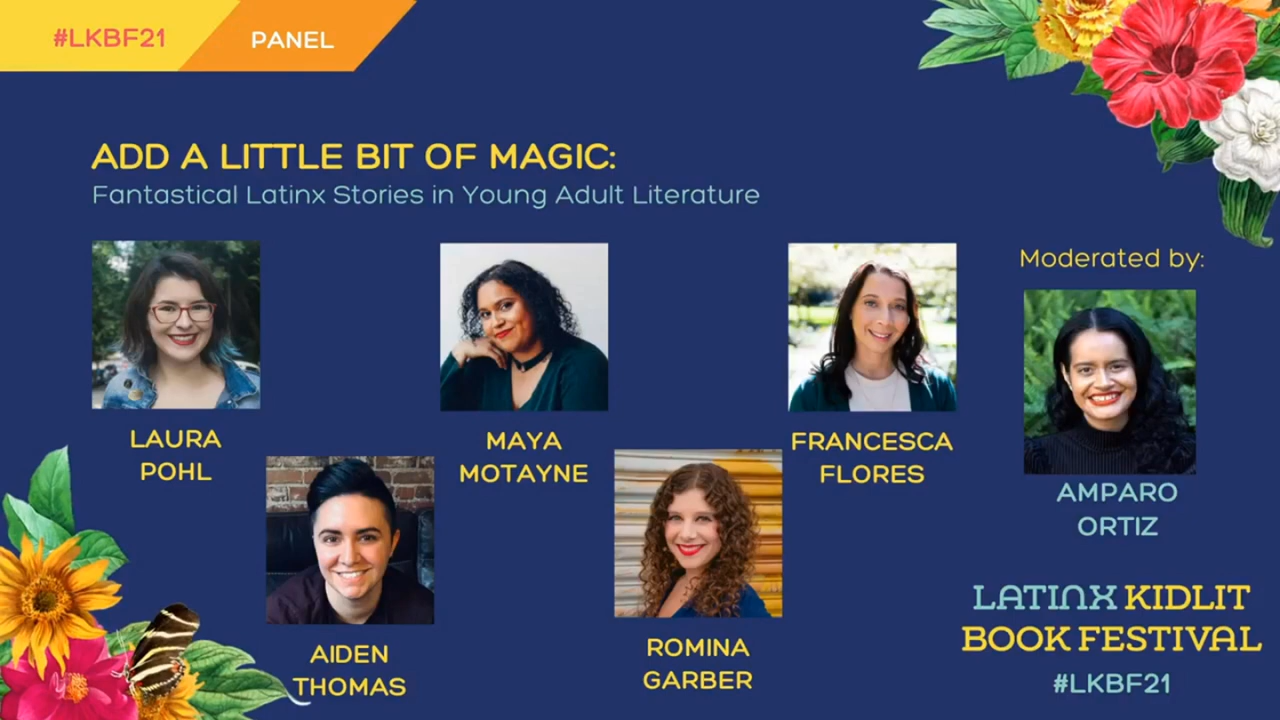 #LKBF21
PANEL
ADD A LITTLE BIT OF MAGIC:
Fantastical Latinx Stories in Young Adult Literature
LAURA
POHL
AIDEN
THOMAS
MAYA
MOTAYNE
ROMINA
GARBER
FRANCESCA
FLORES
Moderated by:
AMPARO
ORTIZ
LATINX KIDLIT
BOOK FESTIVAL
#LKBF21